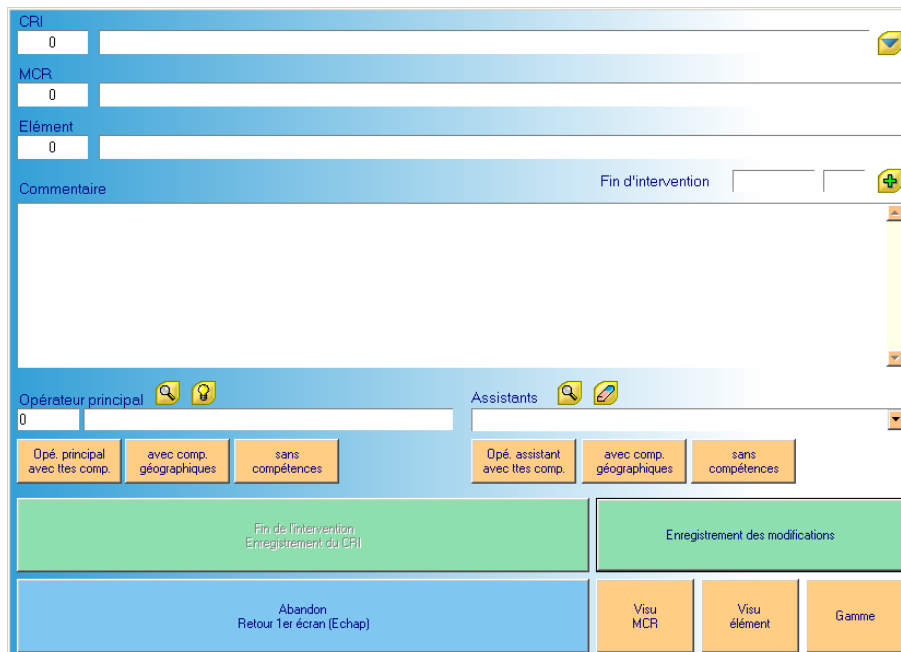 CRI
0
MCR
0
Elément
0
Commentaire
Fin d'intervention
Opérateur principal
Assistants
0
Opé. principal
avec ttes comp.
avec comp.
géographiques
sans
compétences
Opé. assistant
avec ttes comp.
avec comp.
géographiques
sans
compétences
Fin de l'intervention
Enregistrement du CRI
Enregistrement des modifications
Abandon
Retour 1er écran (Echap)
Visu
MCR
Visu
élément
Gamme